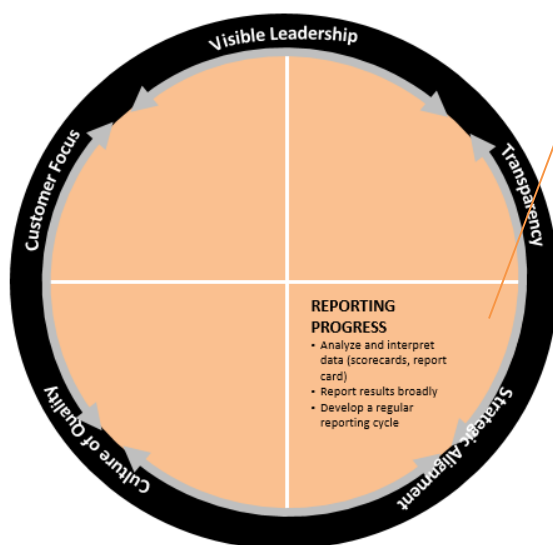 Visible Leadership
Customer Focus
Transparency
REPORTING
PROGRESS
▪ Analyze and interpret
data (scorecards, report
card)
▪ Report results broadly
▪ Develop a regular
reporting cycle
Culture of Quality
Strategic Alignment